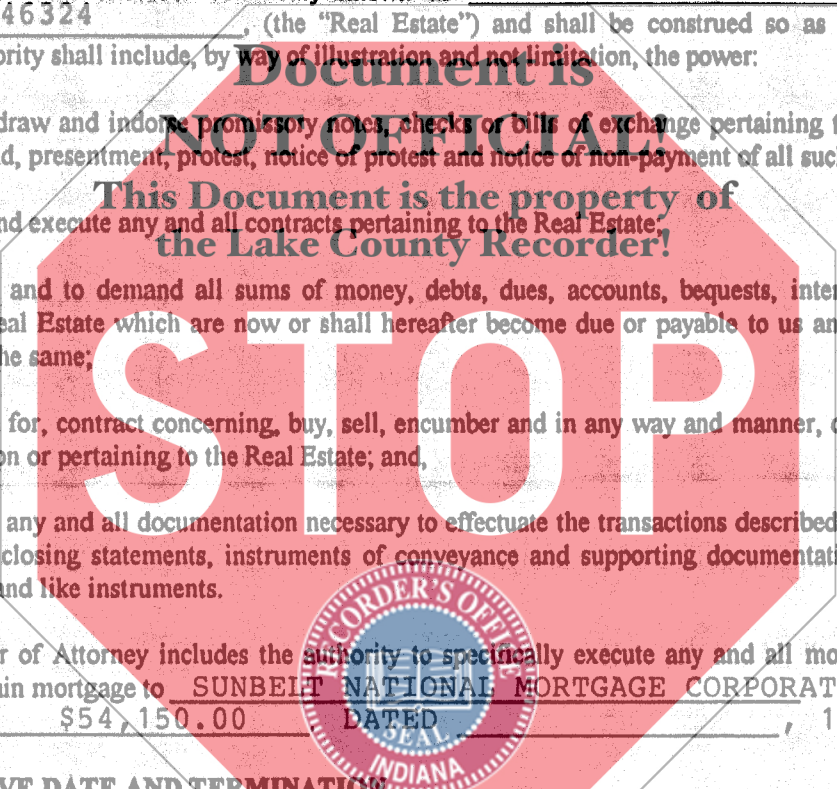 46324 , (the “Real Estate”) and shall be construed so as
ority shall include, by way of illustration and not limitation, the power:
Document is
draw and indorse promissory notes, checks or bills of exchange pertaining t
NOT OFFICIAL!
d, presentment, protest, notice of protest and notice of non-payment of all suc
This Document is the property of
nd execute any and all contracts pertaining to the Real Estate;
the Lake County Recorder!
and to demand all sums of money, debts, dues, accounts, bequests, inter
eal Estate which are now or shall hereafter become due or payable to us an
he same;
STOP
for, contract concerning, buy, sell, encumber and in any way and manner, d
on or pertaining to the Real Estate; and,
any and all documentation necessary to effectuate the transactions described
closing statements, instruments of conveyance and supporting documentati
and like instruments.
RECORDER'S OFFICE
r of Attorney includes the authority to specifically execute any and all mo
ain mortgage to SUNBELT NATIONAL MORTGAGE CORPORAT
$54,150.00 DATED , 1
SEAL
INDIANA
VE DATE AND TERMINATION